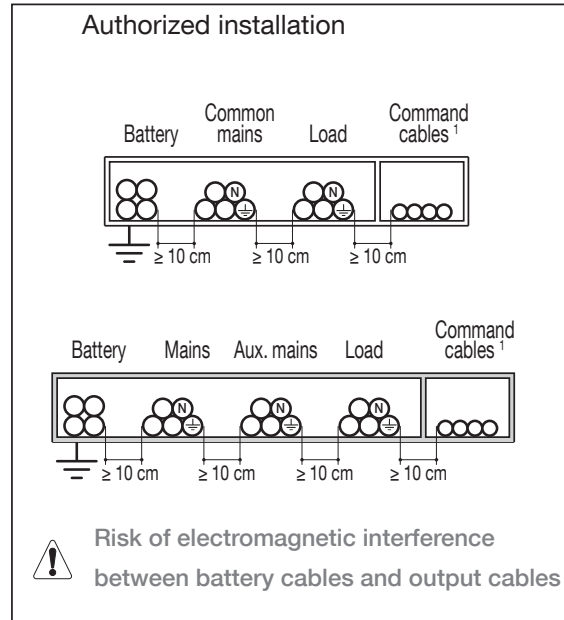 Authorized installation
Common
mains
Command
cables 1
Battery
Load
N
N
≥ 10 cm
≥ 10 cm
≥ 10 cm
Command
cables 1
Battery
Mains
Aux. mains
Load
N
N
N
≥ 10 cm
≥ 10 cm
≥ 10 cm
≥ 10 cm
Risk of electromagnetic interference
between battery cables and output cables